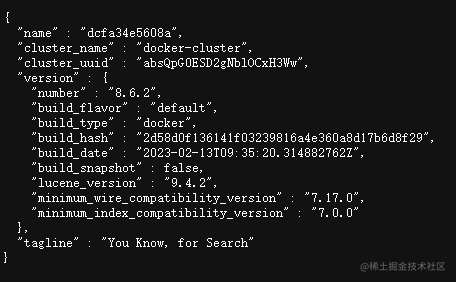 {
"name" : "dcfa34e5608a",
"cluster_name" : "docker-cluster",
"cluster_uuid" : "absQpG0ESD2gNblOCxH3Ww",
"version" : {
"number" : "8.6.2",
"build_flavor" : "default",
"build_type" : "docker",
"build_hash" : "2d58d0f136141f03239816a4e360a8d17b6d8f29",
"build_date" : "2023-02-13T09:35:20.314882762Z",
"build_snapshot" : false,
"lucene_version" : "9.4.2",
"minimum_wire_compatibility_version" : "7.17.0",
"minimum_index_compatibility_version" : "7.0.0"
},
"tagline" : "You Know, for Search"
}
@稀土掘金技术社区